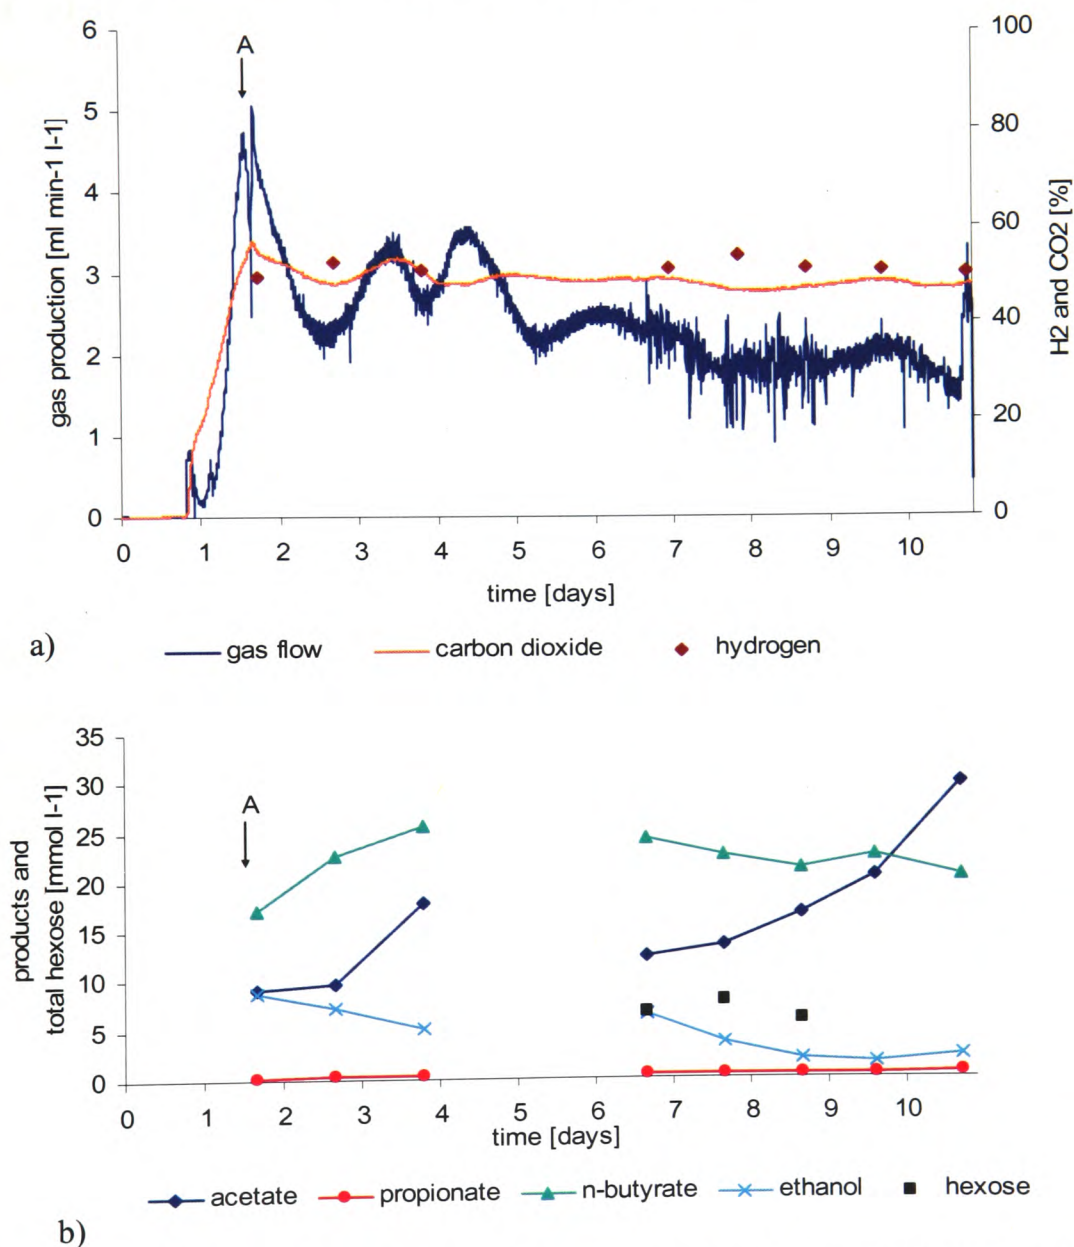 6
5
4
3
2
1
0
gas production [ml min-1 l-1]
A
100
80
60
40
20
0
H2 and CO2 [%]
0 1 2 3 4 5 6 7 8 9 10
time [days]
a)
gas flow carbon dioxide hydrogen
35
30
25
20
15
10
5
0
products and
total hexose [mmol l-1]
A
0 1 2 3 4 5 6 7 8 9 10
time [days]
acetate propionate n-butyrate ethanol hexose
b)